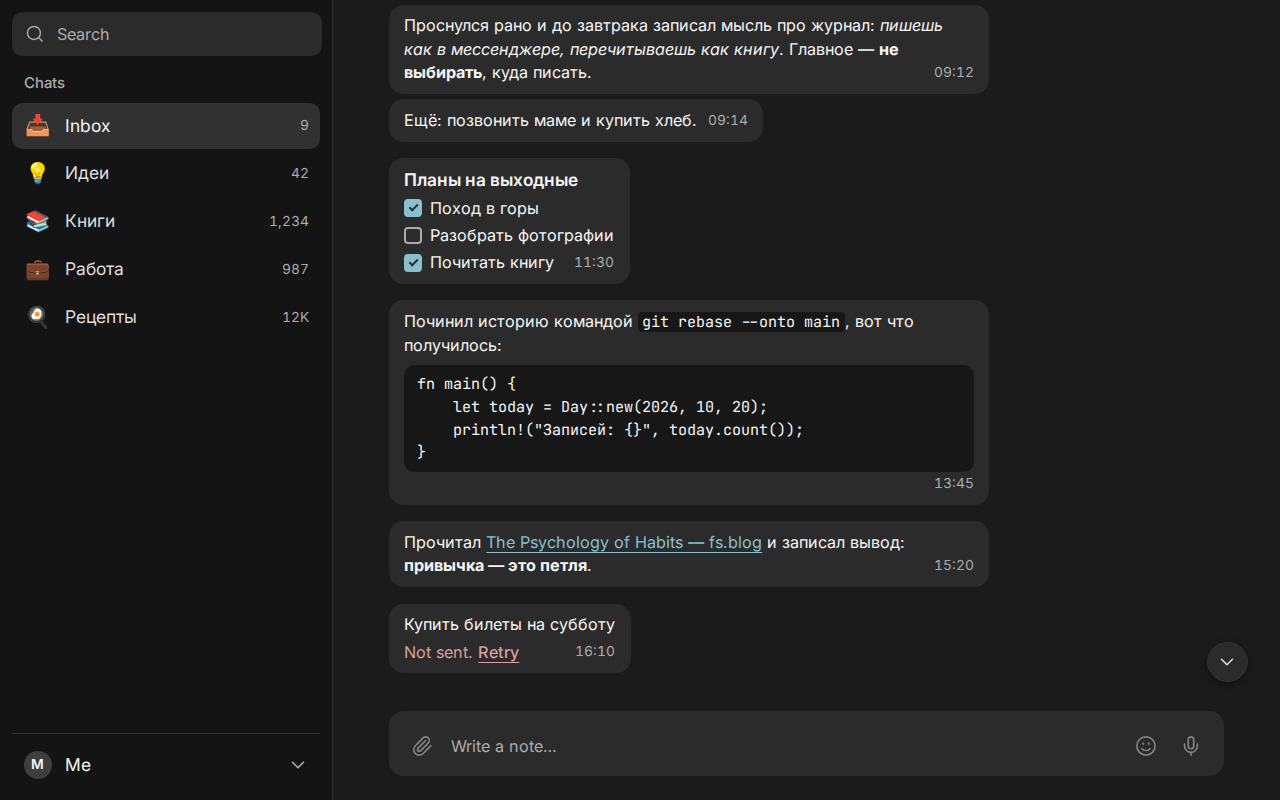 Search
Chats
Inbox 9
Идеи 42
Книги 1,234
Работа 987
Рецепты 12K
M Me
Проснулся рано и до завтрака записал мысль про журнал: пишешь
как в мессенджере, перечитываешь как книгу. Главное — не
выбирать, куда писать. 09:12
Ещё: позвонить маме и купить хлеб. 09:14
Планы на выходные
Поход в горы
Разобрать фотографии
Почитать книгу 11:30
Починил историю командой git rebase --onto main, вот что
получилось:
fn main() {
    let today = Day::new(2026, 10, 20);
    println!("Записей: {}", today.count());
}
13:45
Прочитал The Psychology of Habits — fs.blog и записал вывод:
привычка — это петля. 15:20
Купить билеты на субботу
Not sent. Retry 16:10
Write a note...